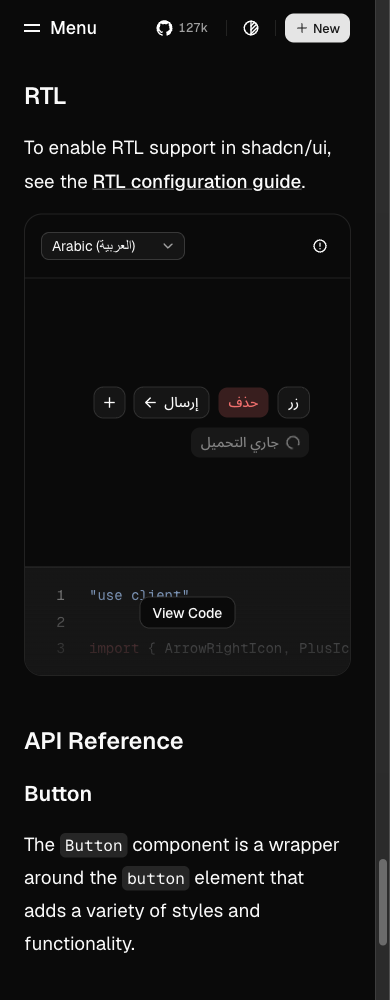 Menu
127k
+ New
RTL
To enable RTL support in shadcn/ui,
see the RTL configuration guide.
Arabic (العربية)
زر
حذف
إرسال ←
+
جاري التحميل
1 "use client"
2
3 import { ArrowRightIcon, PlusIc
View Code
API Reference
Button
The Button component is a wrapper
around the button element that
adds a variety of styles and
functionality.